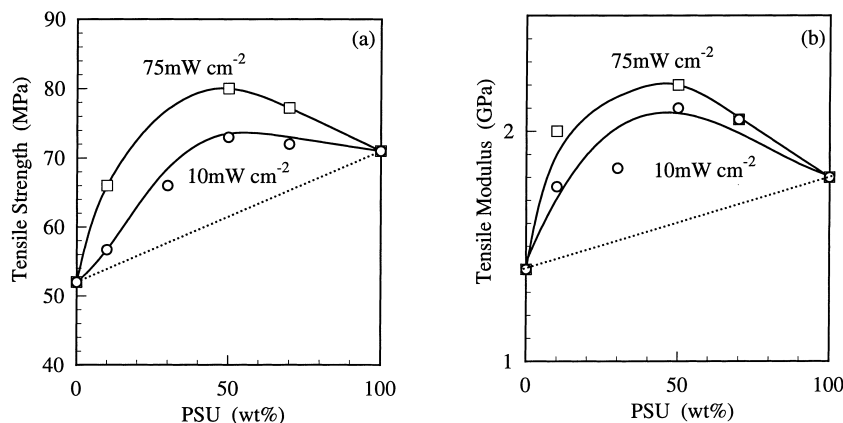 (a)
75mW cm⁻²
10mW cm⁻²
Tensile Strength (MPa)
90
80
70
60
50
40
0
50
100
PSU (wt%)
(b)
75mW cm⁻²
10mW cm⁻²
Tensile Modulus (GPa)
2
1
0
50
100
PSU (wt%)